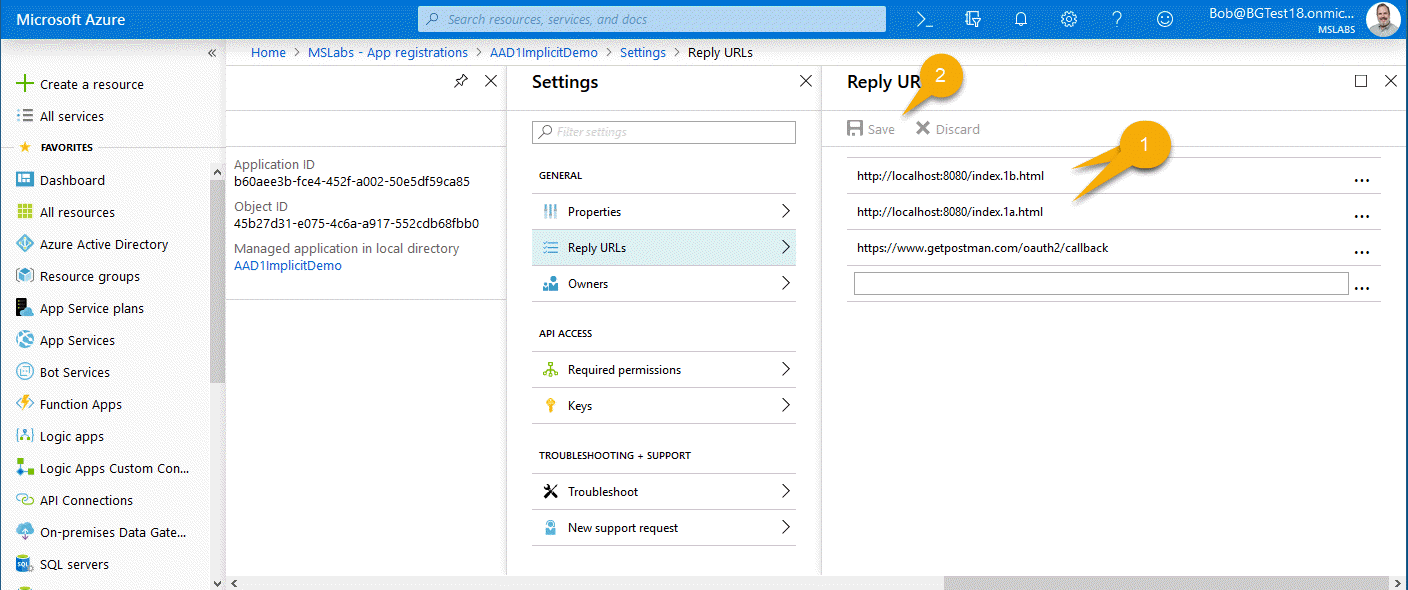 Microsoft Azure
Search resources, services, and docs
Bob@BGTest18.onmic...
MSLABS
Home > MSLabs - App registrations > AAD1ImplicitDemo > Settings > Reply URLs
Create a resource
All services
FAVORITES
Dashboard
All resources
Azure Active Directory
Resource groups
App Service plans
App Services
Bot Services
Function Apps
Logic apps
Logic Apps Custom Con...
API Connections
On-premises Data Gate...
SQL servers
Application ID
b60aee3b-fce4-452f-a002-50e5df59ca85
Object ID
45b27d31-e075-4c6a-a917-552cdb68fbb0
Managed application in local directory
AAD1ImplicitDemo
Settings
Filter settings
GENERAL
Properties
Reply URLs
Owners
API ACCESS
Required permissions
Keys
TROUBLESHOOTING + SUPPORT
Troubleshoot
New support request
Reply UR
2
Save
Discard
1
http://localhost:8080/index.1b.html
http://localhost:8080/index.1a.html
https://www.getpostman.com/oauth2/callback